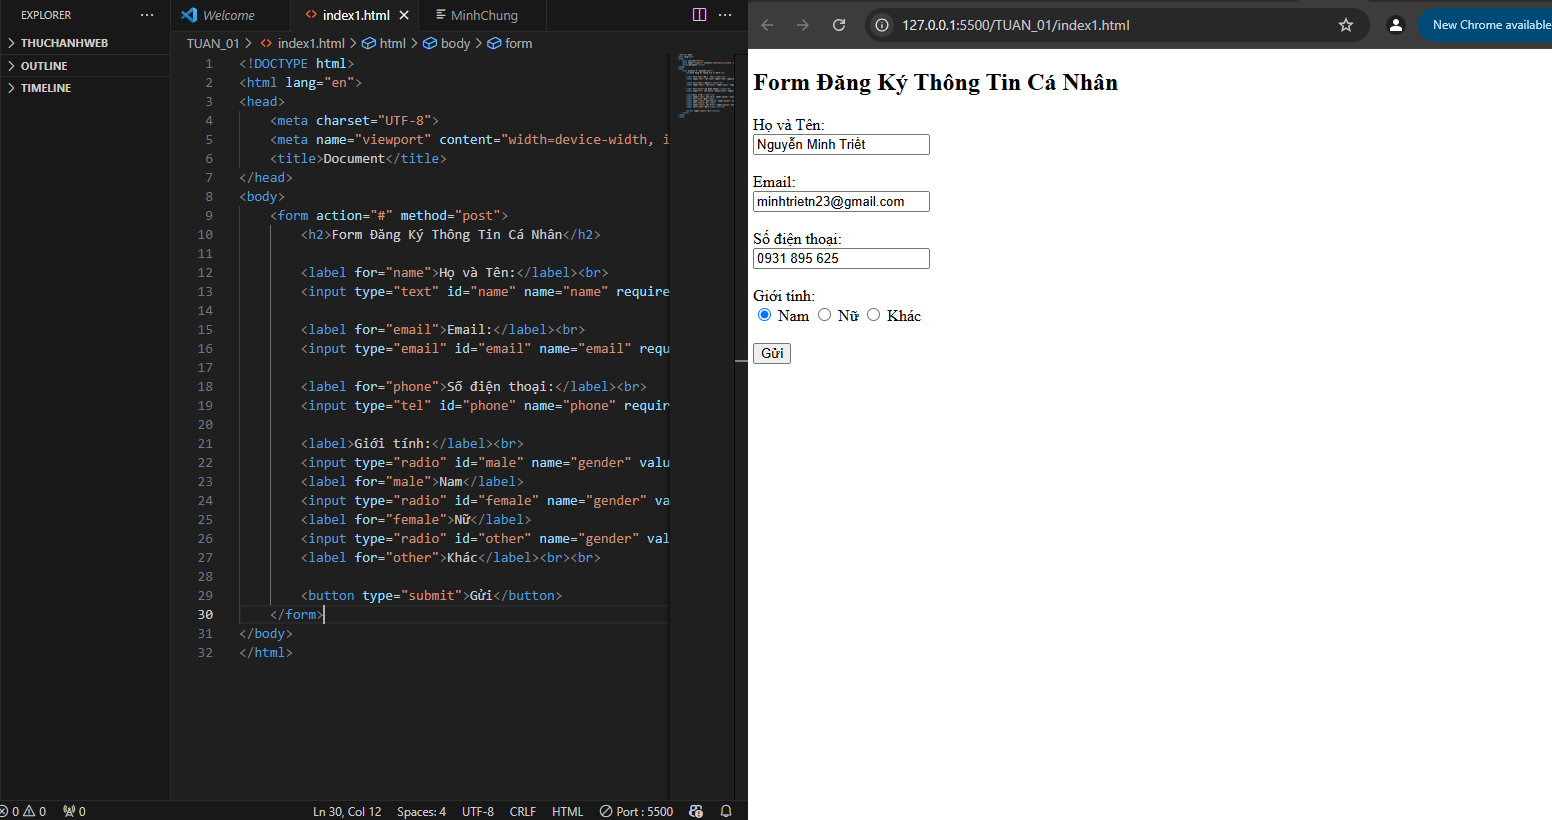 EXPLORER ···
THUCHANHWEB
OUTLINE
TIMELINE
Welcome
index1.html
MinhChung
···
TUAN_01 > index1.html > html > body > form
1 <!DOCTYPE html>
2 <html lang="en">
3 <head>
4 <meta charset="UTF-8">
5 <meta name="viewport" content="width=device-width, i
6 <title>Document</title>
7 </head>
8 <body>
9 <form action="#" method="post">
10 <h2>Form Đăng Ký Thông Tin Cá Nhân</h2>
11
12 <label for="name">Họ và Tên:</label><br>
13 <input type="text" id="name" name="name" require
14
15 <label for="email">Email:</label><br>
16 <input type="email" id="email" name="email" requ
17
18 <label for="phone">Số điện thoại:</label><br>
19 <input type="tel" id="phone" name="phone" requir
20
21 <label>Giới tính:</label><br>
22 <input type="radio" id="male" name="gender" valu
23 <label for="male">Nam</label>
24 <input type="radio" id="female" name="gender" va
25 <label for="female">Nữ</label>
26 <input type="radio" id="other" name="gender" val
27 <label for="other">Khác</label><br><br>
28
29 <button type="submit">Gửi</button>
30 </form>
31 </body>
32 </html>
0 0 0 Ln 30, Col 12 Spaces: 4 UTF-8 CRLF HTML Port : 5500
127.0.0.1:5500/TUAN_01/index1.html
New Chrome available
Form Đăng Ký Thông Tin Cá Nhân
Họ và Tên:
Nguyễn Minh Triết
Email:
minhtrietn23@gmail.com
Số điện thoại:
0931 895 625
Giới tính:
Nam Nữ Khác
Gửi